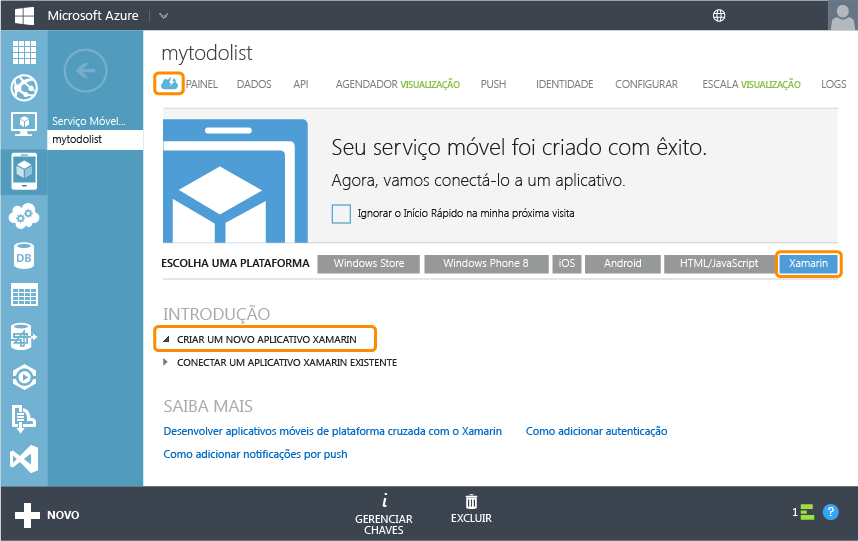 Microsoft Azure
Serviço Móvel...
mytodolist
mytodolist
PAINEL DADOS API AGENDADOR VISUALIZAÇÃO PUSH IDENTIDADE CONFIGURAR ESCALA VISUALIZAÇÃO LOGS
Seu serviço móvel foi criado com êxito.
Agora, vamos conectá-lo a um aplicativo.
Ignorar o Início Rápido na minha próxima visita
ESCOLHA UMA PLATAFORMA Windows Store Windows Phone 8 iOS Android HTML/JavaScript Xamarin
INTRODUÇÃO
CRIAR UM NOVO APLICATIVO XAMARIN
CONECTAR UM APLICATIVO XAMARIN EXISTENTE
SAIBA MAIS
Desenvolver aplicativos móveis de plataforma cruzada com o Xamarin Como adicionar autenticação
Como adicionar notificações por push
DB
NOVO
i
GERENCIAR
CHAVES
EXCLUIR
1 ?